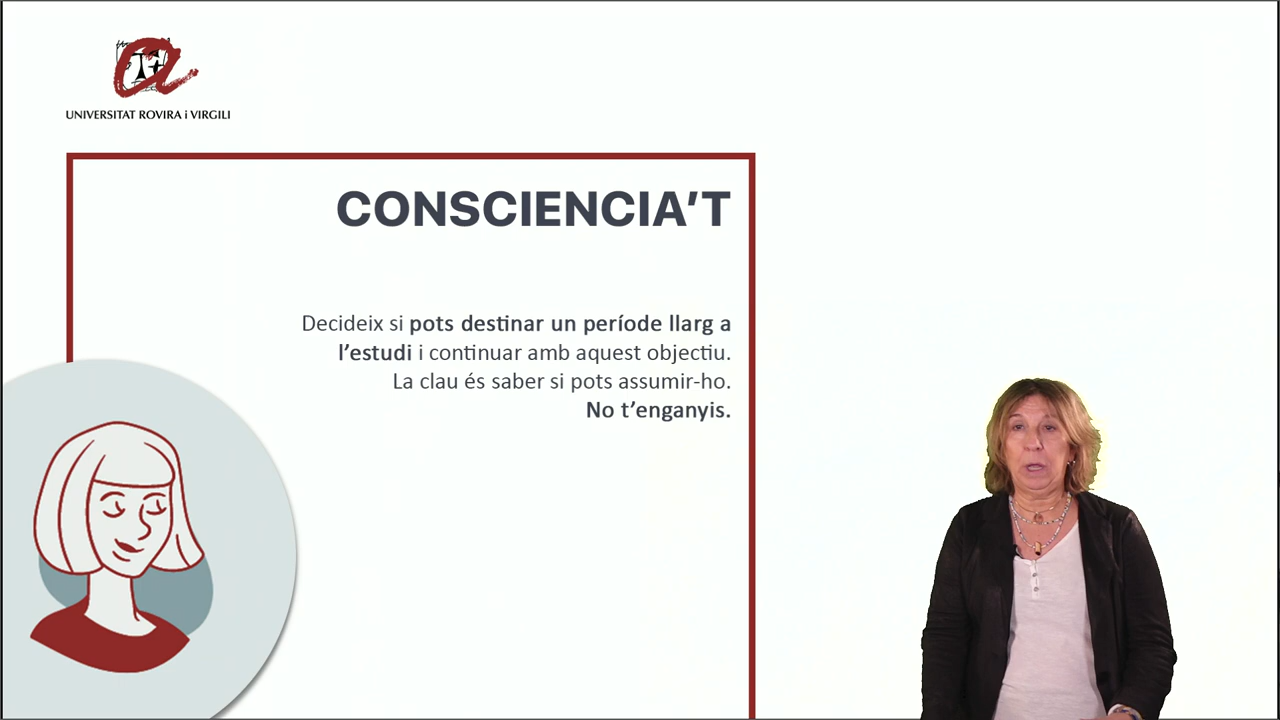 UNIVERSITAT ROVIRA i VIRGILI
CONSCIENCIA’T
Decideix si pots destinar un període llarg a
l’estudi i continuar amb aquest objectiu.
La clau és saber si pots assumir-ho.
No t’enganyis.